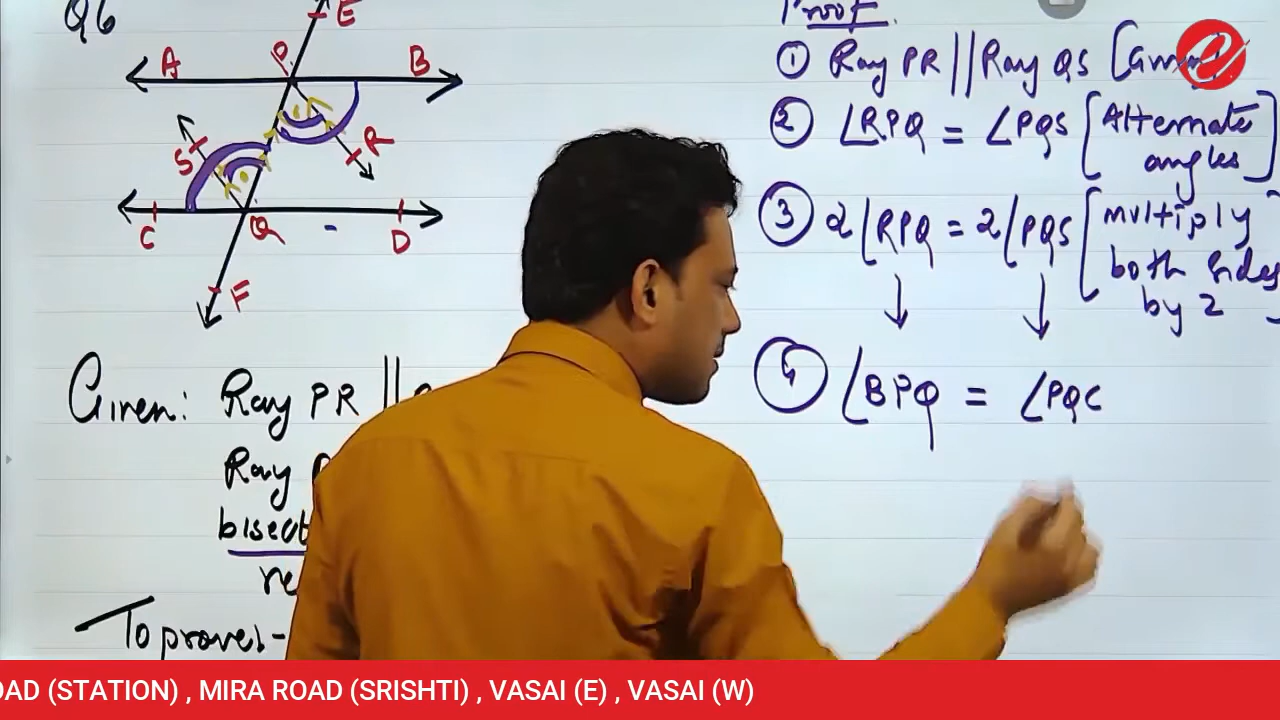 Q6
E
P
A
B
S
R
C
Q
D
F
Given: Ray PR ||
Ray
bisect
To prove:-
Proof.
① Ray PR || Ray QS [Given]
② ∠RPQ = ∠PQS [Alternate
angles]
③ 2∠RPQ = 2∠PQS [multiply
both sides
by 2]
④ ∠BPQ = ∠PQC
OAD (STATION) , MIRA ROAD (SRISHTI) , VASAI (E) , VASAI (W)